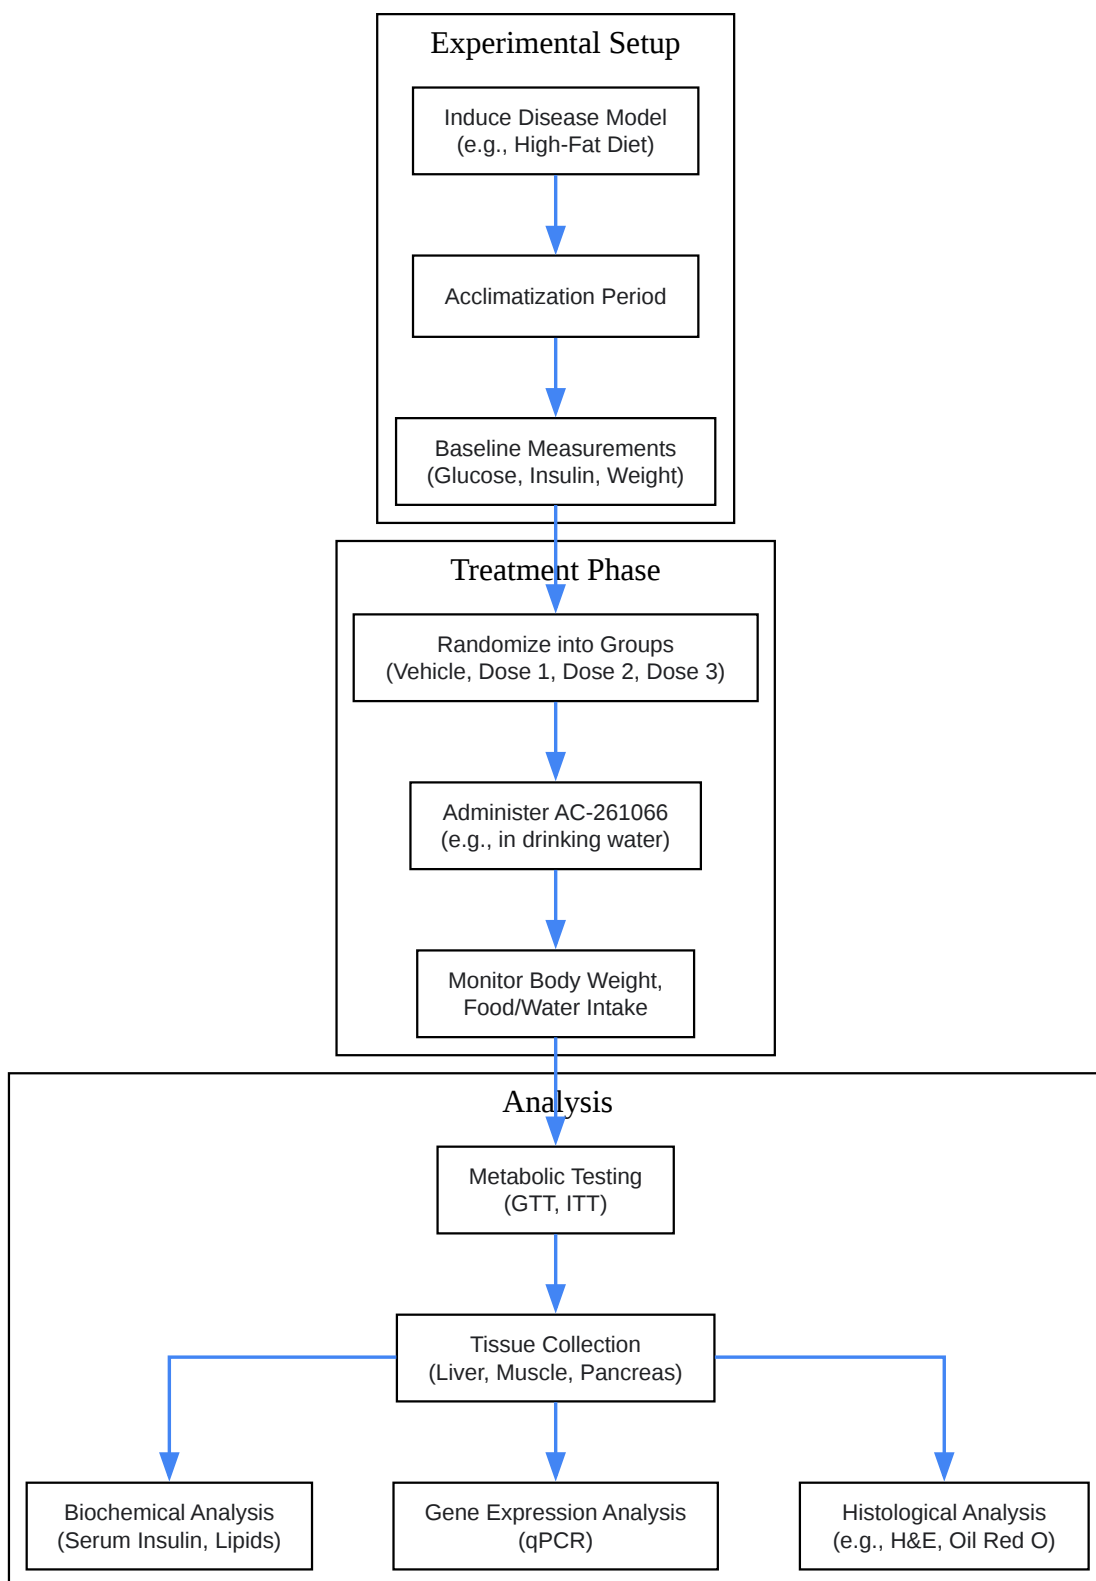 Experimental Setup
Induce Disease Model
(e.g., High-Fat Diet)
Acclimatization Period
Baseline Measurements
(Glucose, Insulin, Weight)
Treatment Phase
Randomize into Groups
(Vehicle, Dose 1, Dose 2, Dose 3)
Administer AC-261066
(e.g., in drinking water)
Monitor Body Weight,
Food/Water Intake
Analysis
Metabolic Testing
(GTT, ITT)
Tissue Collection
(Liver, Muscle, Pancreas)
Biochemical Analysis
(Serum Insulin, Lipids)
Gene Expression Analysis
(qPCR)
Histological Analysis
(e.g., H&E, Oil Red O)